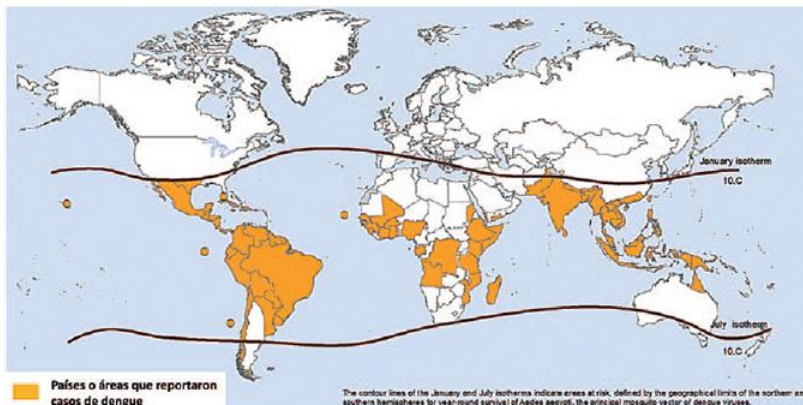 January isotherm
10.C
July isotherm
10.C
Países o áreas que reportaron
casos de dengue
The contour lines of the January and July isotherms indicate areas at risk, defined by the geographical limits of the northern a
southern hemispheres for year-round survival of Aedes aegypti, the principal mosquito vector of dengue viruses.